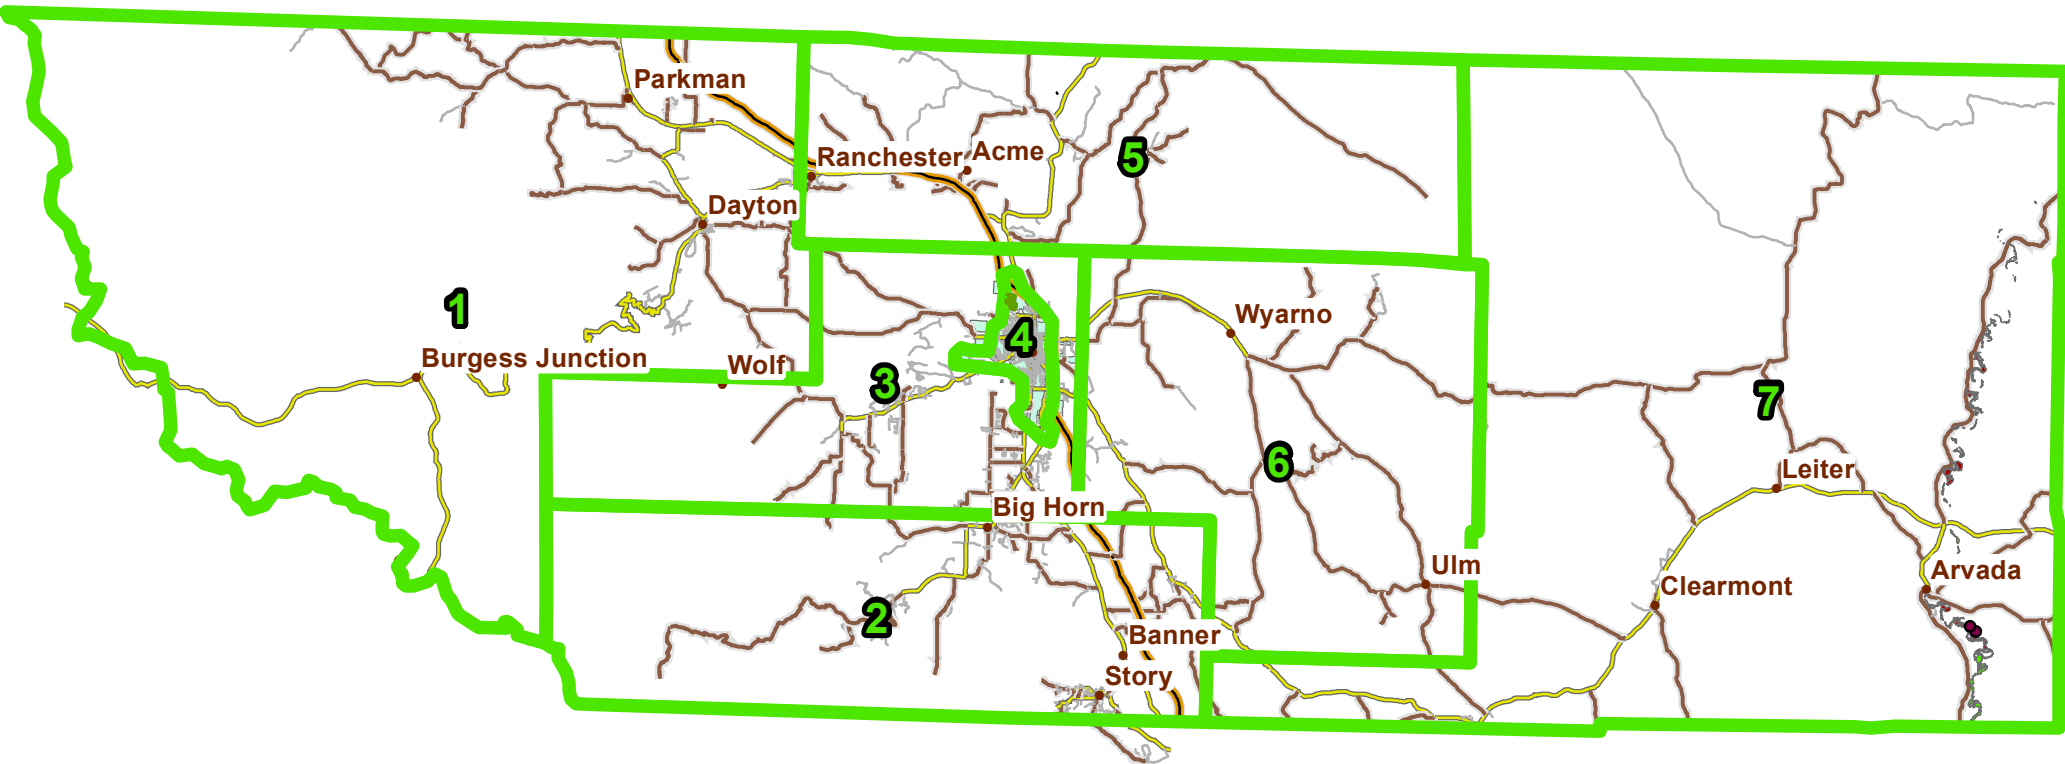 Parkman
Ranchester
Acme
5
Dayton
1
Wyarno
4
Burgess Junction
Wolf
3
7
6
Leiter
Big Horn
Ulm
Arvada
Clearmont
2
Banner
Story